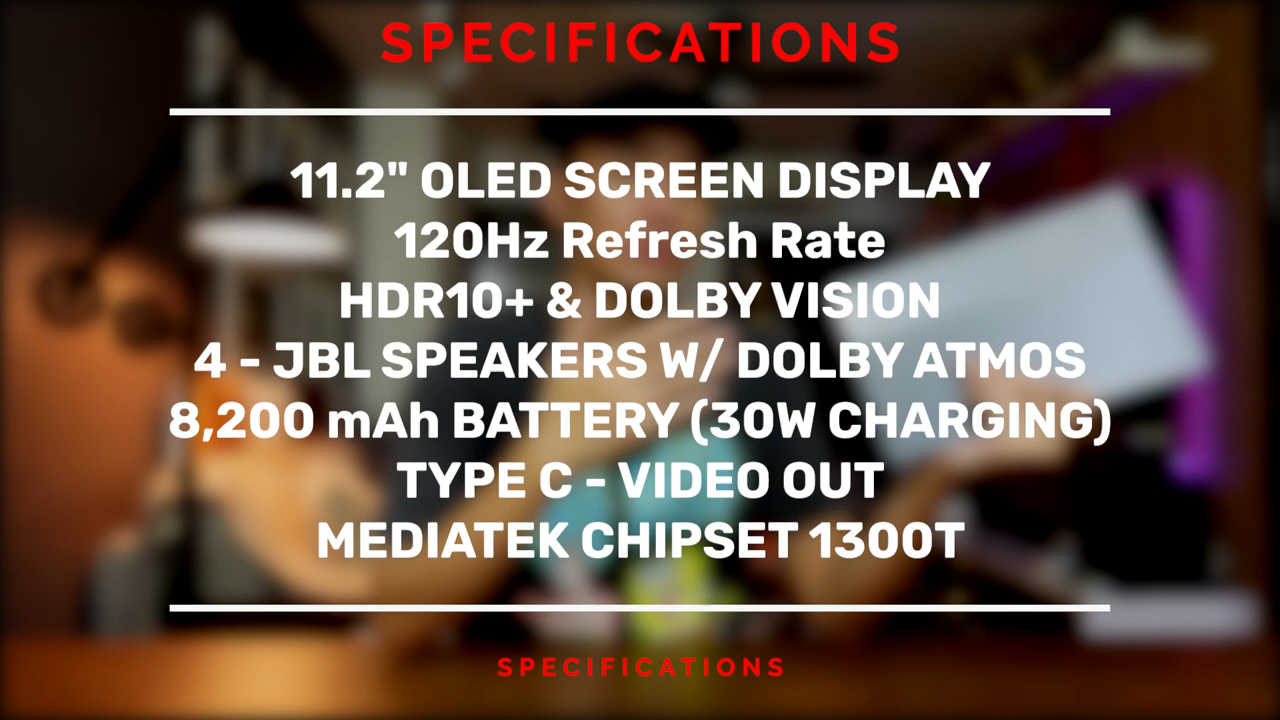 SPECIFICATIONS
11.2" OLED SCREEN DISPLAY
120Hz Refresh Rate
HDR10+ & DOLBY VISION
4 - JBL SPEAKERS W/ DOLBY ATMOS
8,200 mAh BATTERY (30W CHARGING)
TYPE C - VIDEO OUT
MEDIATEK CHIPSET 1300T
SPECIFICATIONS